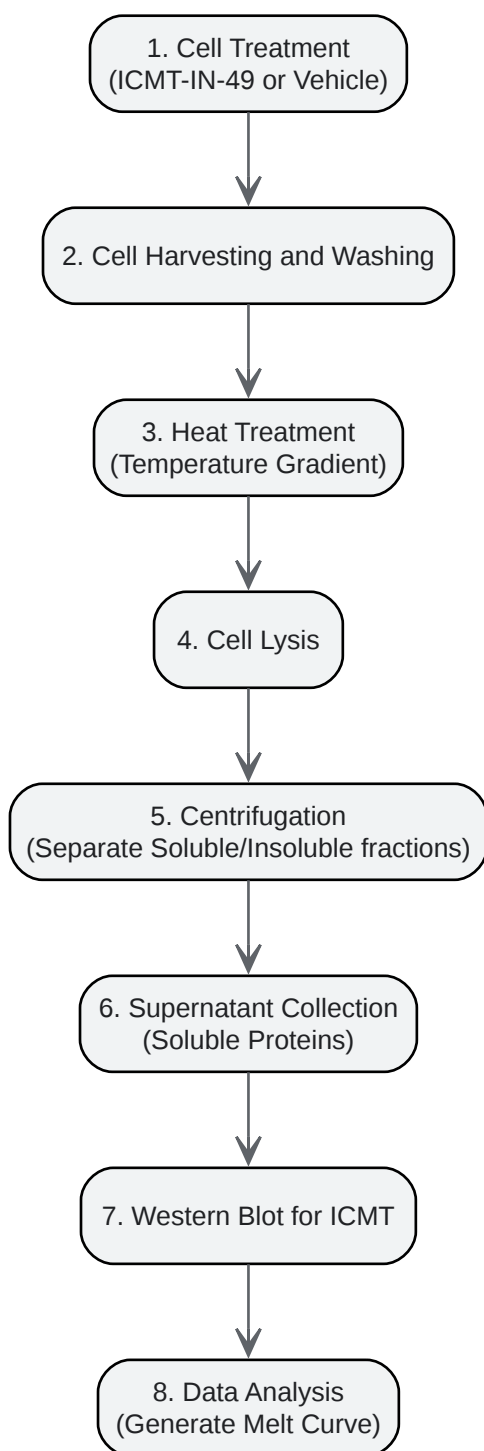 1. Cell Treatment
(ICMT-IN-49 or Vehicle)
2. Cell Harvesting and Washing
3. Heat Treatment
(Temperature Gradient)
4. Cell Lysis
5. Centrifugation
(Separate Soluble/Insoluble fractions)
6. Supernatant Collection
(Soluble Proteins)
7. Western Blot for ICMT
8. Data Analysis
(Generate Melt Curve)